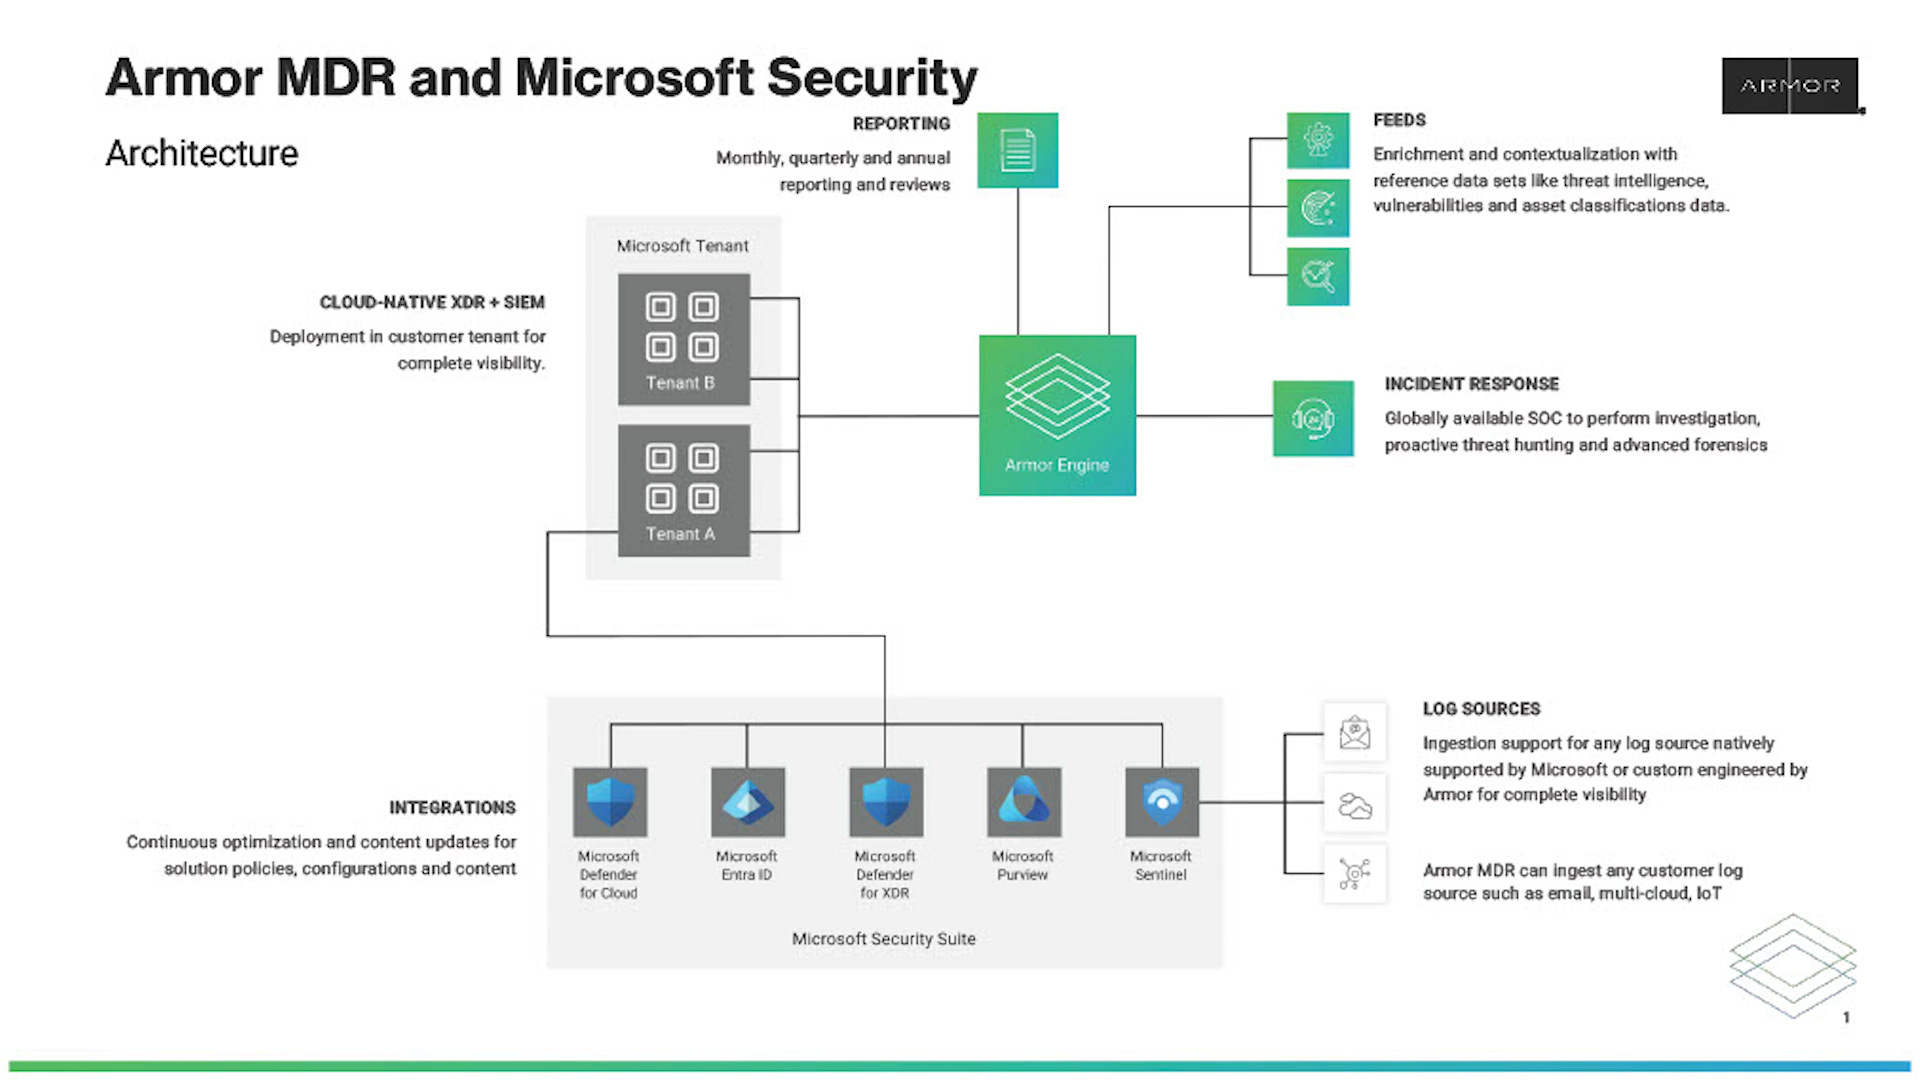 Armor MDR and Microsoft Security
Architecture
ARMOR
REPORTING
Monthly, quarterly and annual
reporting and reviews
FEEDS
Enrichment and contextualization with
reference data sets like threat intelligence,
vulnerabilities and asset classifications data.
Microsoft Tenant
CLOUD-NATIVE XDR + SIEM
Deployment in customer tenant for
complete visibility.
Tenant B
Tenant A
Armor Engine
24
INCIDENT RESPONSE
Globally available SOC to perform investigation,
proactive threat hunting and advanced forensics
INTEGRATIONS
Continuous optimization and content updates for
solution policies, configurations and content
Microsoft
Defender
for Cloud
Microsoft
Entra ID
Microsoft
Defender
for XDR
Microsoft
Purview
Microsoft
Sentinel
Microsoft Security Suite
LOG SOURCES
Ingestion support for any log source natively
supported by Microsoft or custom engineered by
Armor for complete visibility
Armor MDR can ingest any customer log
source such as email, multi-cloud, IoT
1